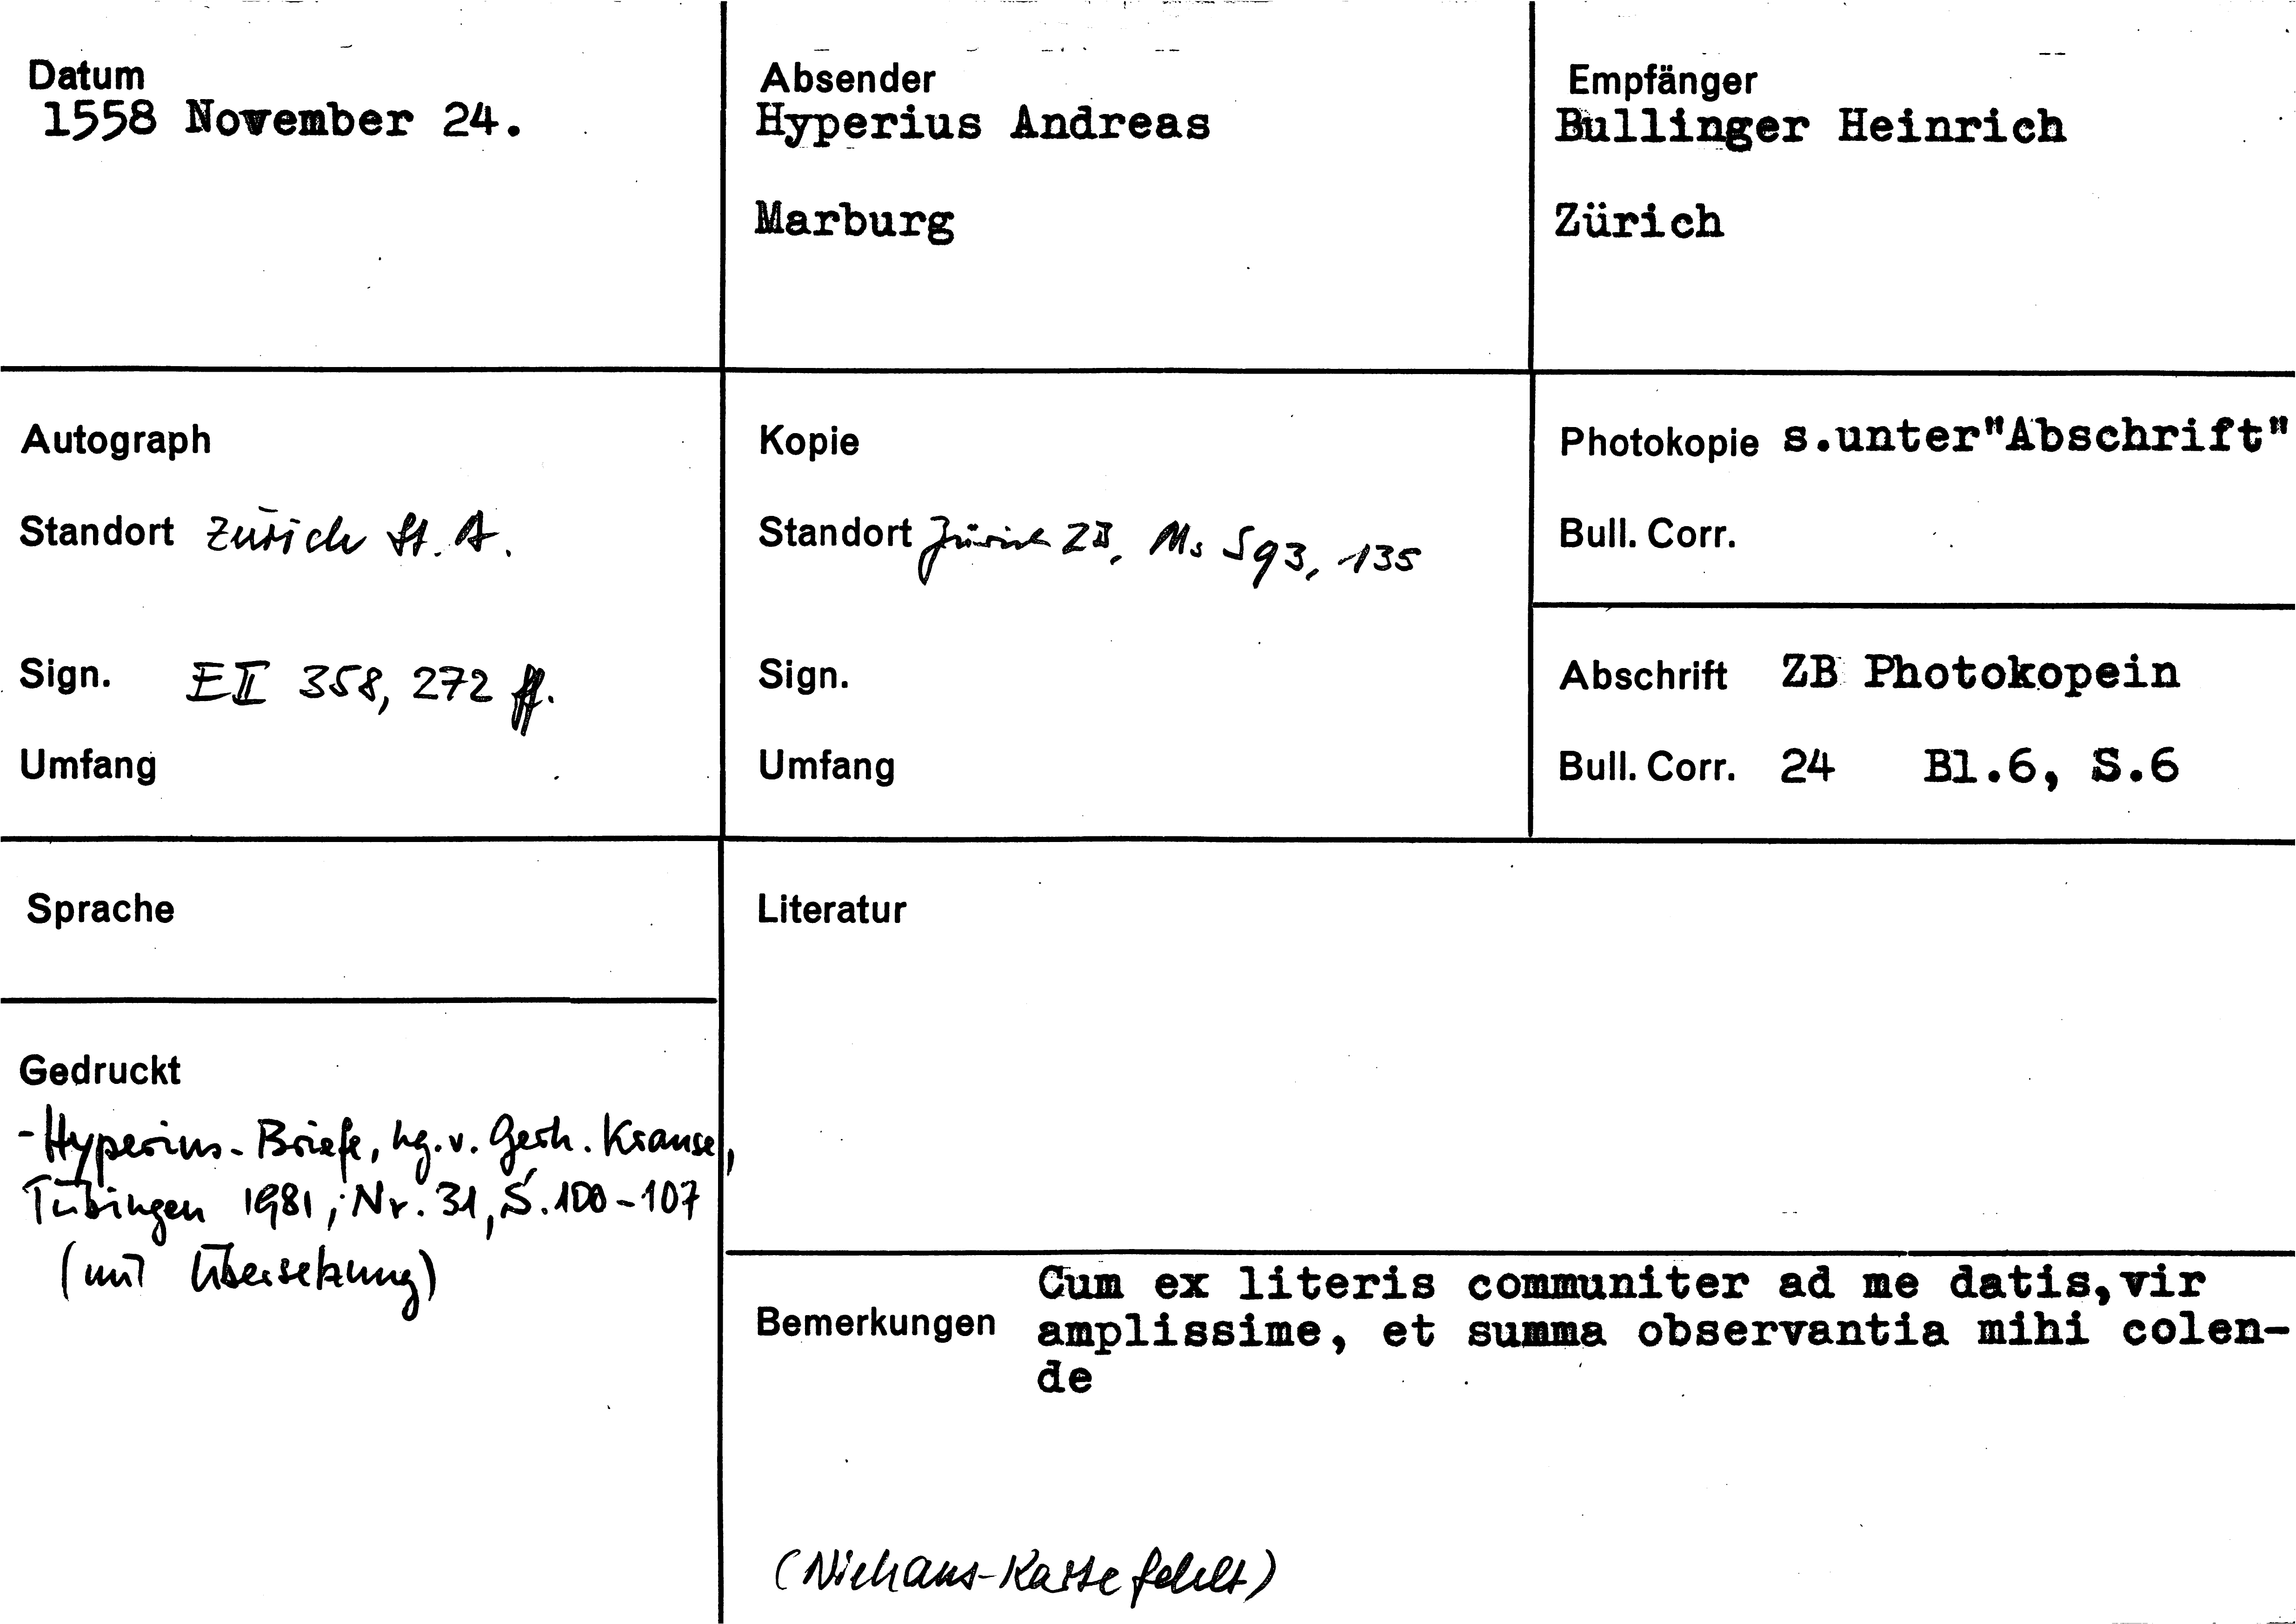 Datum
1558 November 24.
Absender
Hyperius Andreas
Marburg
Empfänger
Bullinger Heinrich
Zürich
Autograph
Standort Zürich St. A.
Sign. E II 358, 272 ff.
Umfang
Kopie
Standort Zürich ZB, Ms S 93, 135
Sign.
Umfang
Photokopie s.unter"Abschrift"
Bull. Corr.
Abschrift ZB Photokopein
Bull. Corr. 24 Bl.6, S.6
Sprache
Gedruckt
- Hyperius-Briefe, hg. v. Gerh. Krause,
Tübingen 1981, Nr. 31, S. 100-107
(mit Übersetzung)
Literatur
Bemerkungen
Cum ex literis communiter ad me datis,vir
amplissime, et summa observantia mihi colen-
de
(Niehans-Karte fehlt)